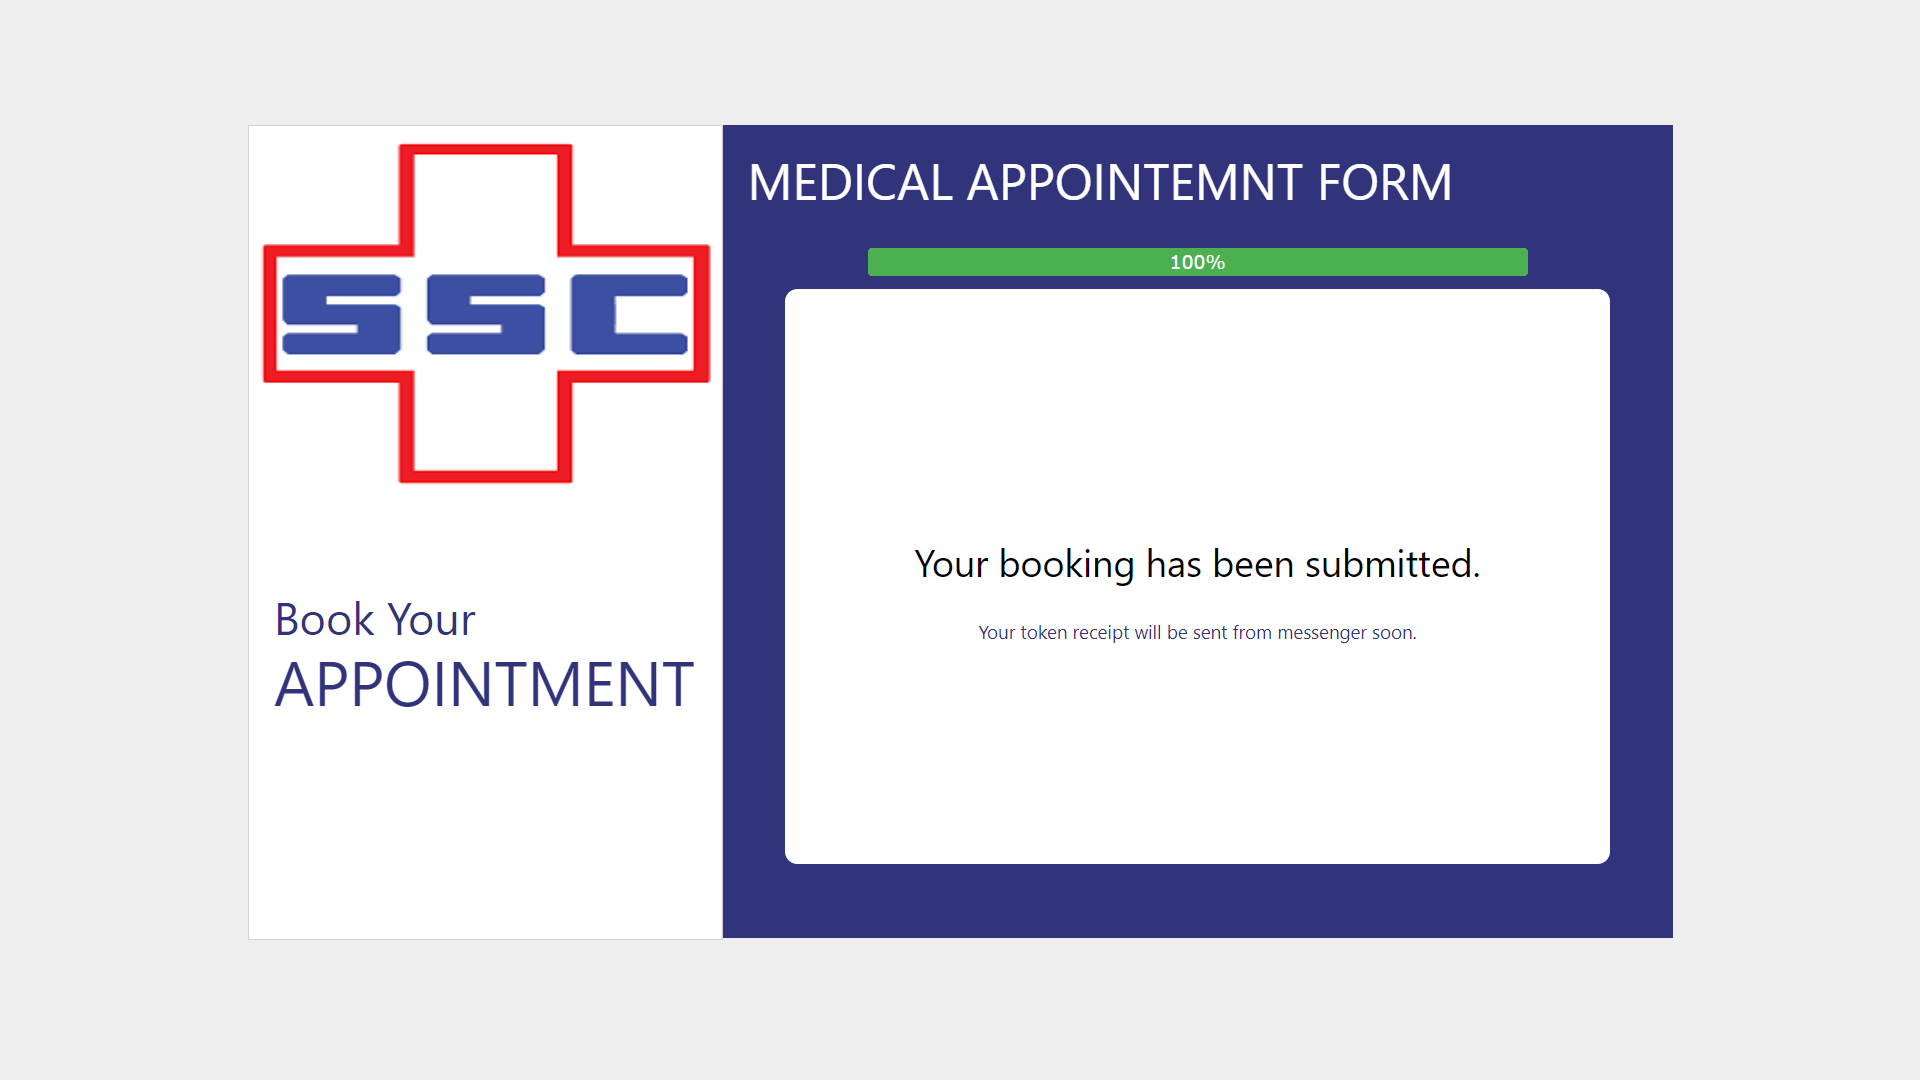 SSC
Book Your
APPOINTMENT
MEDICAL APPOINTEMNT FORM
100%
Your booking has been submitted.
Your token receipt will be sent from messenger soon.